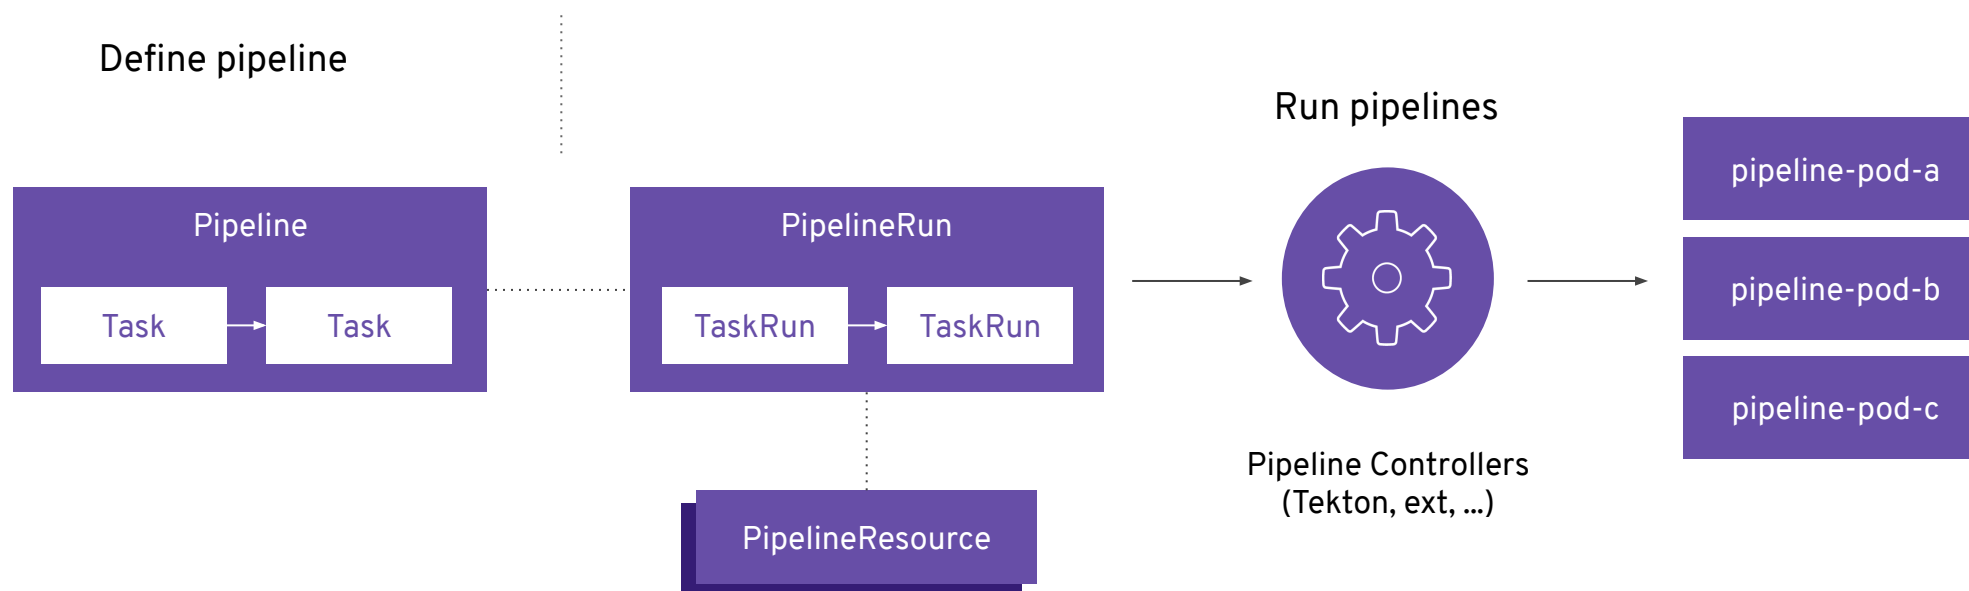 Define pipeline
Run pipelines
Pipeline
Task
Task
PipelineRun
TaskRun
TaskRun
PipelineResource
Pipeline Controllers
(Tekton, ext, ...)
pipeline-pod-a
pipeline-pod-b
pipeline-pod-c